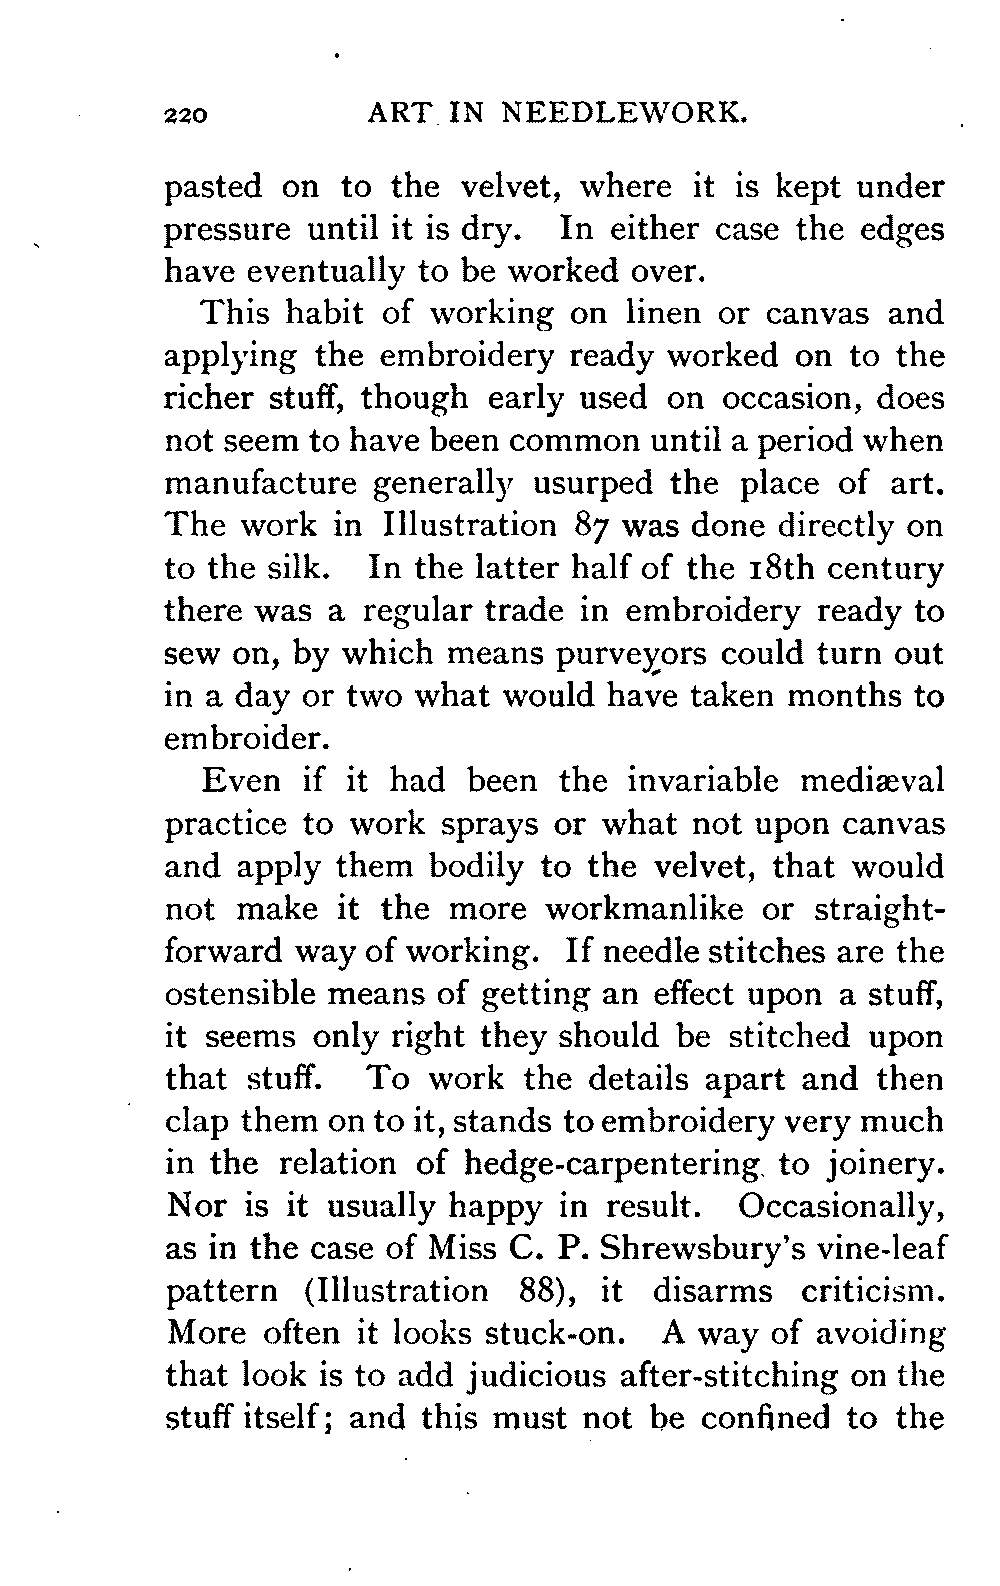 220 ART IN NEEDLEWORK.
pasted on to the velvet, where it is kept under
pressure until it is dry. In either case the edges
have eventually to be worked over.
This habit of working on linen or canvas and
applying the embroidery ready worked on to the
richer stuff, though early used on occasion, does
not seem to have been common until a period when
manufacture generally usurped the place of art.
The work in Illustration 87 was done directly on
to the silk. In the latter half of the 18th century
there was a regular trade in embroidery ready to
sew on, by which means purveyors could turn out
in a day or two what would have taken months to
embroider.
Even if it had been the invariable mediæval
practice to work sprays or what not upon canvas
and apply them bodily to the velvet, that would
not make it the more workmanlike or straight-
forward way of working. If needle stitches are the
ostensible means of getting an effect upon a stuff,
it seems only right they should be stitched upon
that stuff. To work the details apart and then
clap them on to it, stands to embroidery very much
in the relation of hedge-carpentering to joinery.
Nor is it usually happy in result. Occasionally,
as in the case of Miss C. P. Shrewsbury's vine-leaf
pattern (Illustration 88), it disarms criticism.
More often it looks stuck-on. A way of avoiding
that look is to add judicious after-stitching on the
stuff itself; and this must not be confined to the